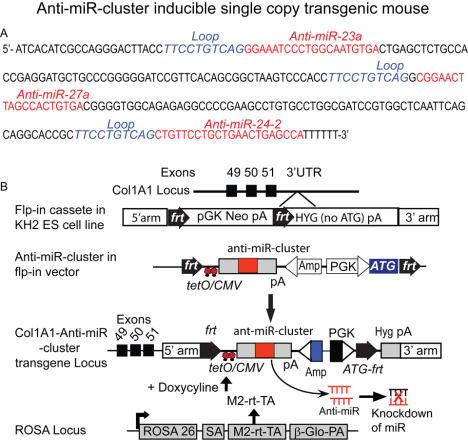 Anti-miR-cluster inducible single copy transgenic mouse
A
Loop Anti-miR-23a
5'- ATCACATCGCCAGGGACTTACCTTCCTGTCAGGGAAATCCCTGGCAATGTGACTGAGCTCTGCCA
Loop
CCGAGGATGCTGCCCGGGGGATCCGTTCACAGCGGCTAAGTCCCACCTTCCTGTCAGGCGGAACT
Anti-miR-27a
TAGCCACTGTGACGGGGTGGCAGAGAGGCCCCGAAGCCTGTGCCTGGCGATCCGTGGCTCAATTCAG
Loop Anti-miR-24-2
CAGGCACCGCTTCCTGTCAGCTGTTCCTGCTGAACTGAGCCATTTTTT-3'
B
Exons 49 50 51 3'UTR
Col1A1 Locus
Flp-in cassete in
KH2 ES cell line
5'arm frt pGK Neo pA frt HYG (no ATG) pA 3' arm
Anti-miR-cluster in
flp-in vector
anti-miR-cluster
frt Amp PGK ATG frt
tetO/CMV pA
Exons
49 50 51
Col1A1-Anti-miR
-cluster
transgene Locus
frt anti-miR-cluster PGK Hyg pA
5' arm 3' arm
tetO/CMV pA Amp ATG-frt
+ Doxycyline
M2-rt-TA
Anti-miR
Knockdown
of miR
ROSA Locus
ROSA 26 SA M2-rt-TA β-Glo-PA